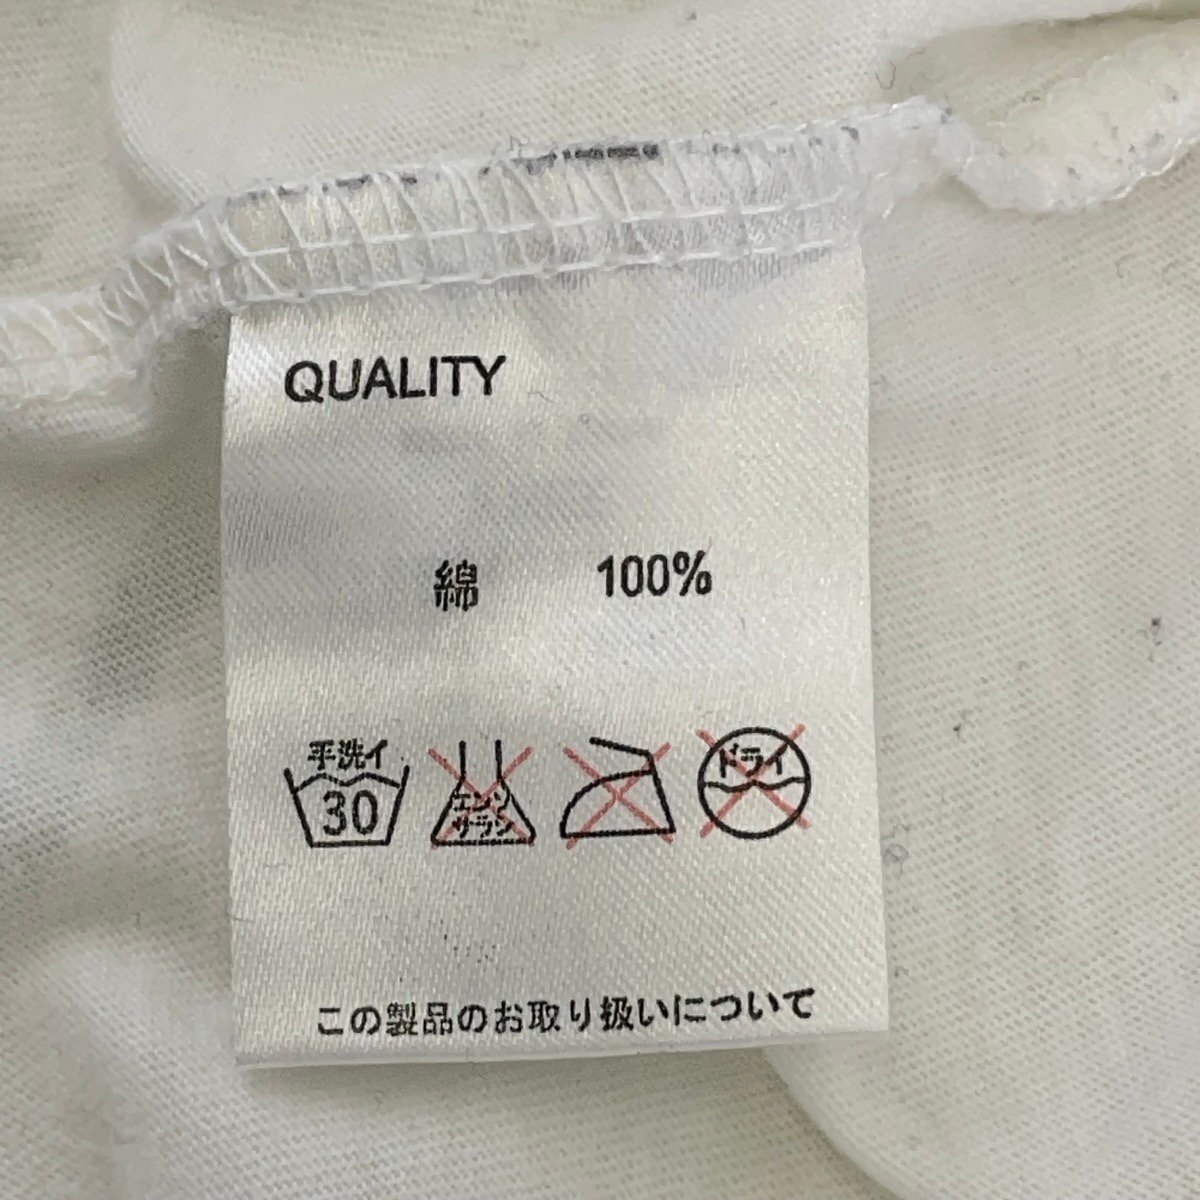 QUALITY
綿 100%
手洗イ エンソ ドライ
30 サラシ
この製品のお取り扱いについて